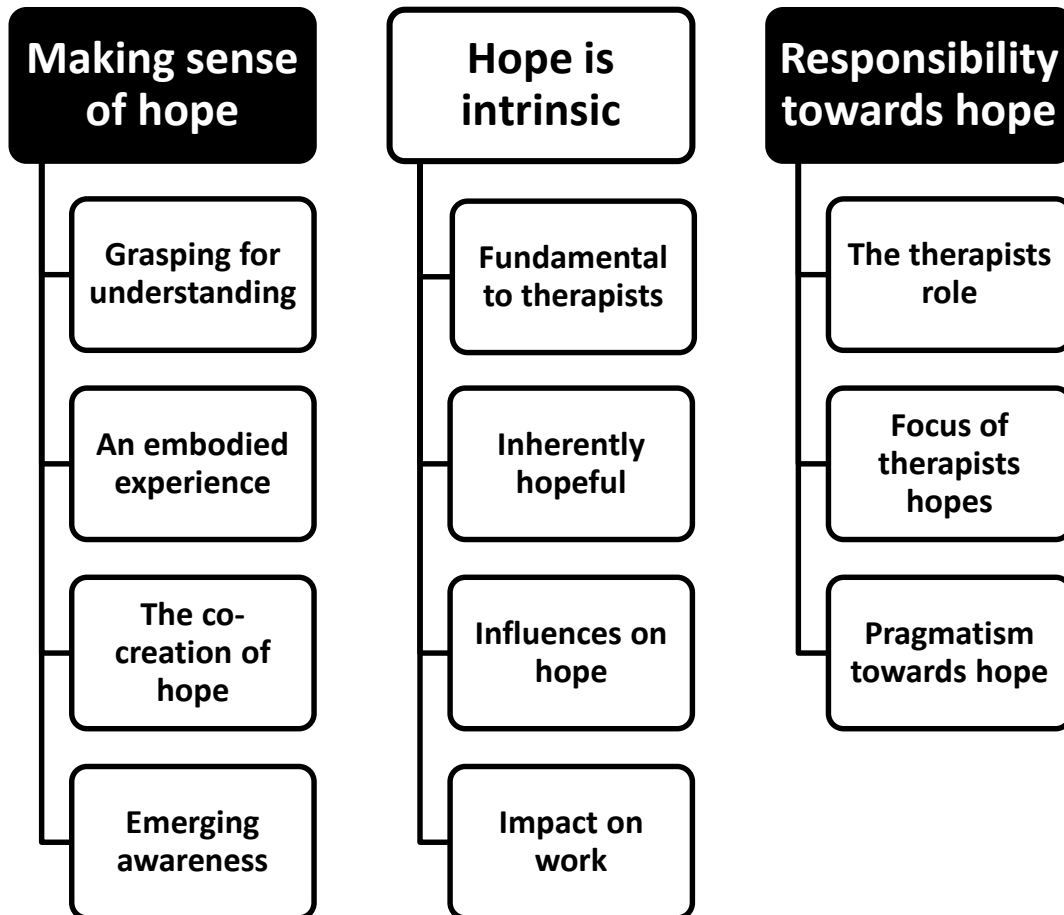 Making sense
of hope
Grasping for
understanding
An embodied
experience
The co-
creation of
hope
Emerging
awareness
Hope is
intrinsic
Fundamental
to therapists
Inherently
hopeful
Influences on
hope
Impact on
work
Responsibility
towards hope
The therapists
role
Focus of
therapists
hopes
Pragmatism
towards hope